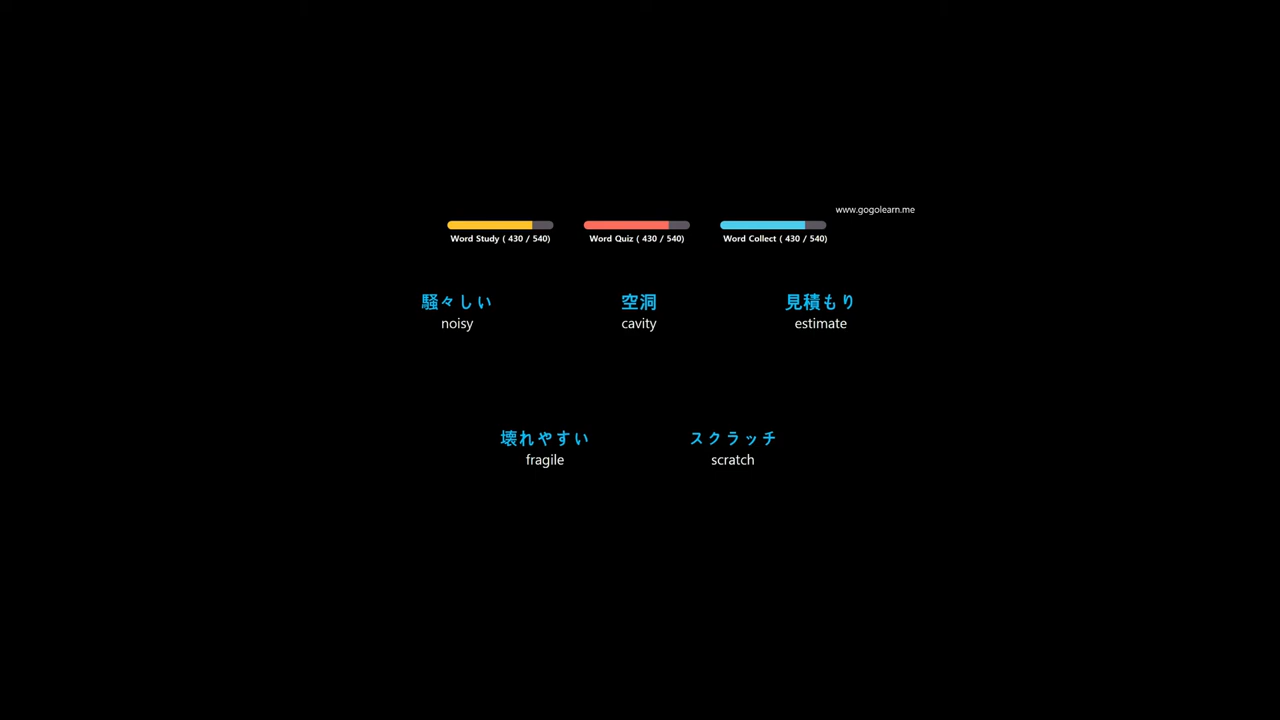 www.gogolearn.me
Word Study ( 430 / 540)
Word Quiz ( 430 / 540)
Word Collect ( 430 / 540)
騒々しい
noisy
空洞
cavity
見積もり
estimate
壊れやすい
fragile
スクラッチ
scratch